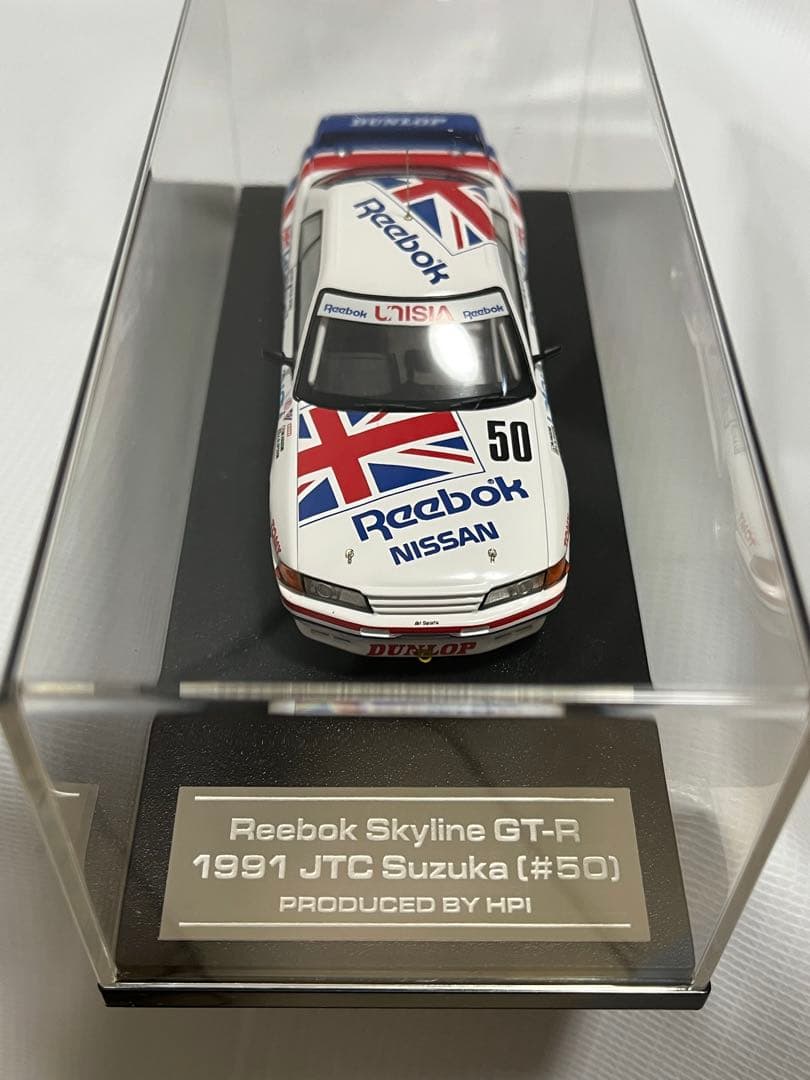 DUNLOP
Reebok
Reebok UNISIA Reebok
50
Reebok
NISSAN
DUNLOP
Reebok Skyline GT-R
1991 JTC Suzuka (#50)
PRODUCED BY HPI